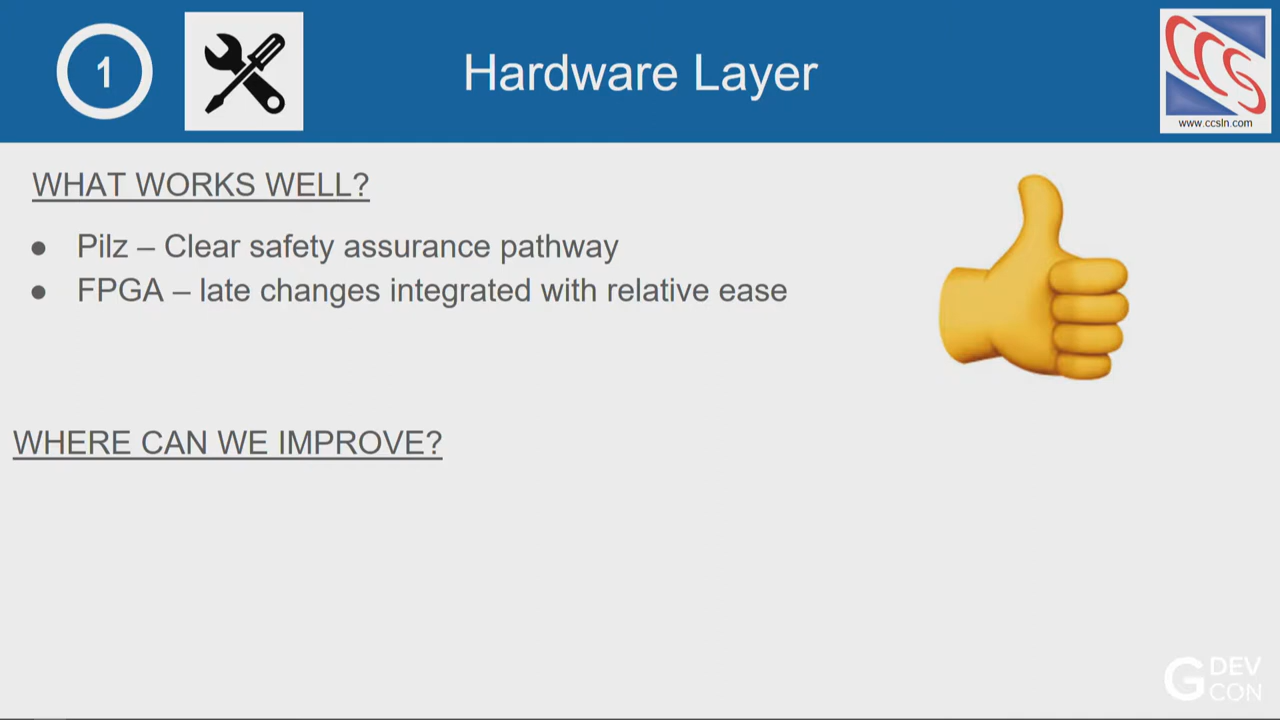 1
Hardware Layer
CCS
www.ccsln.com
WHAT WORKS WELL?
● Pilz – Clear safety assurance pathway
● FPGA – late changes integrated with relative ease
WHERE CAN WE IMPROVE?
G DEV
CON